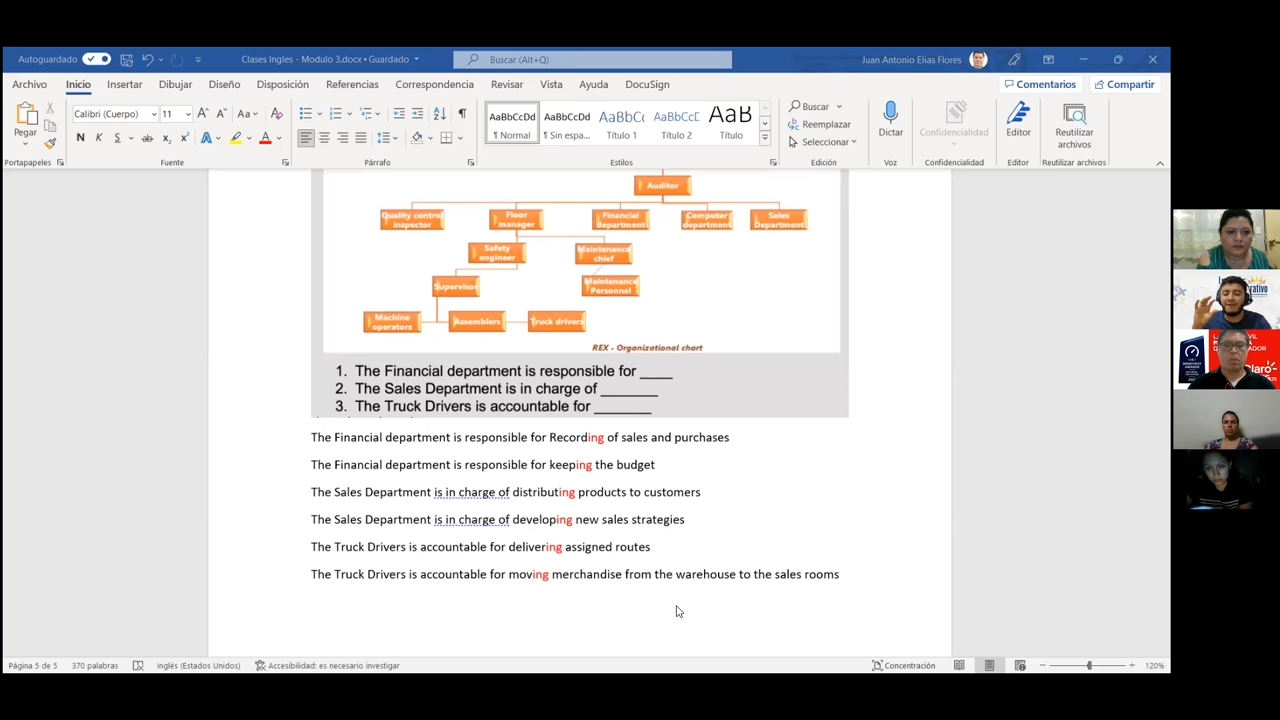 Autoguardado Clases Ingles - Modulo 3.docx • Guardado Buscar (Alt+Q) Juan Antonio Elias Flores
Archivo Inicio Insertar Dibujar Diseño Disposición Referencias Correspondencia Revisar Vista Ayuda DocuSign Comentarios Compartir
Pegar Calibri (Cuerpo) 11 Aa
N K S ab x₂ x² A A
AaBbCcDd AaBbCcDd AaBbCc AaBbCcD AaB
¶ Normal ¶ Sin espa... Título 1 Título 2 Título
Buscar
Reemplazar
Seleccionar
Dictar Confidencialidad Editor Reutilizar archivos
Portapapeles Fuente Párrafo Estilos Edición Voz Confidencialidad Editor Reutilizar archivos
Auditor
Quality control inspector
Floor manager
Financial department
Computer department
Sales Department
Safety engineer
Maintenance chief
Supervisor
Maintenance Personnel
Machine operators
Assemblers
Truck drivers
REX - Organizational chart
1. The Financial department is responsible for ____
2. The Sales Department is in charge of _______
3. The Truck Drivers is accountable for _______
The Financial department is responsible for Recording of sales and purchases
The Financial department is responsible for keeping the budget
The Sales Department is in charge of distributing products to customers
The Sales Department is in charge of developing new sales strategies
The Truck Drivers is accountable for delivering assigned routes
The Truck Drivers is accountable for moving merchandise from the warehouse to the sales rooms
Página 5 de 5 370 palabras Inglés (Estados Unidos) Accesibilidad: es necesario investigar Concentración 120%
Claro